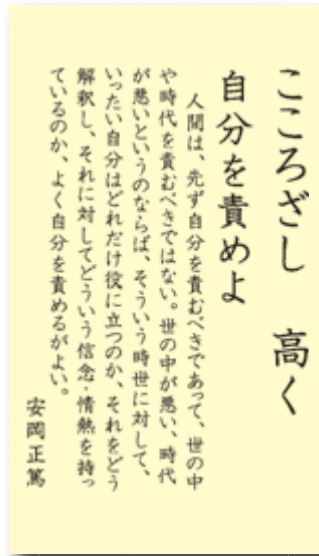 こころざし　高く
自分を責めよ
人間は、先ず自分を責むべきであって、世の中
や時代を責むべきではない。世の中が悪い、時代
が悪いというのならば、そういう時世に対して、
いったい自分はどれだけ役に立つのか、それをどう
解釈し、それに対してどういう信念・情熱を持っ
ているのか、よく自分を責めるがよい。
安岡正篤